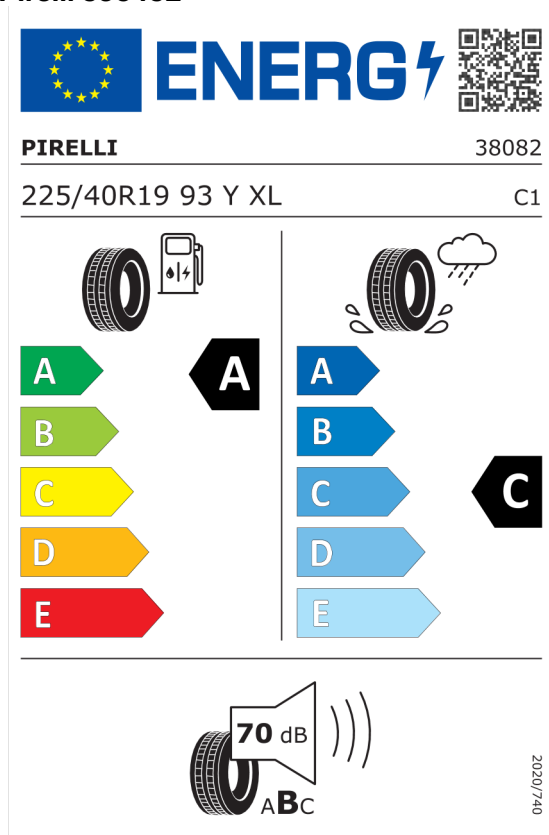 ENERG
PIRELLI 38082
225/40R19 93 Y XL C1
A A A
B B
C C C
D D
E E
70 dB
ABC
2020/740